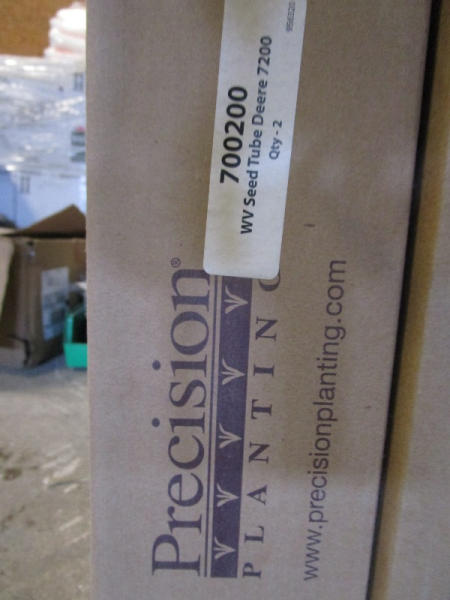 700200
WV Seed Tube Deere 7200
Qty - 2
Precision®
PLANTING
www.precisionplanting.com